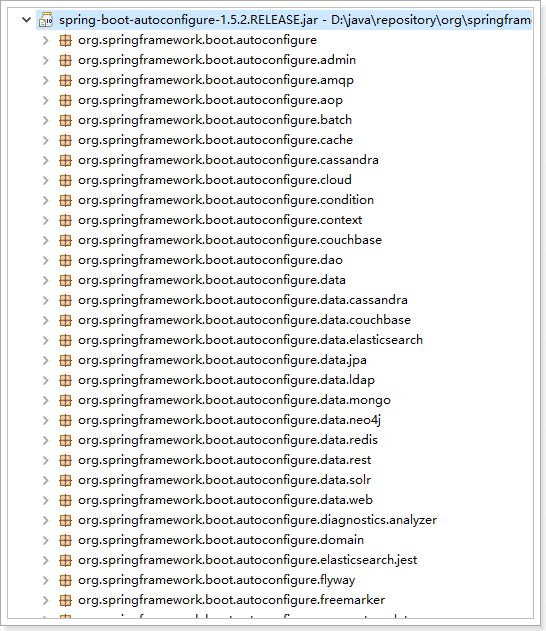 spring-boot-autoconfigure-1.5.2.RELEASE.jar - D:\java\repository\org\springfram
org.springframework.boot.autoconfigure
org.springframework.boot.autoconfigure.admin
org.springframework.boot.autoconfigure.amqp
org.springframework.boot.autoconfigure.aop
org.springframework.boot.autoconfigure.batch
org.springframework.boot.autoconfigure.cache
org.springframework.boot.autoconfigure.cassandra
org.springframework.boot.autoconfigure.cloud
org.springframework.boot.autoconfigure.condition
org.springframework.boot.autoconfigure.context
org.springframework.boot.autoconfigure.couchbase
org.springframework.boot.autoconfigure.dao
org.springframework.boot.autoconfigure.data
org.springframework.boot.autoconfigure.data.cassandra
org.springframework.boot.autoconfigure.data.couchbase
org.springframework.boot.autoconfigure.data.elasticsearch
org.springframework.boot.autoconfigure.data.jpa
org.springframework.boot.autoconfigure.data.ldap
org.springframework.boot.autoconfigure.data.mongo
org.springframework.boot.autoconfigure.data.neo4j
org.springframework.boot.autoconfigure.data.redis
org.springframework.boot.autoconfigure.data.rest
org.springframework.boot.autoconfigure.data.solr
org.springframework.boot.autoconfigure.data.web
org.springframework.boot.autoconfigure.diagnostics.analyzer
org.springframework.boot.autoconfigure.domain
org.springframework.boot.autoconfigure.elasticsearch.jest
org.springframework.boot.autoconfigure.flyway
org.springframework.boot.autoconfigure.freemarker